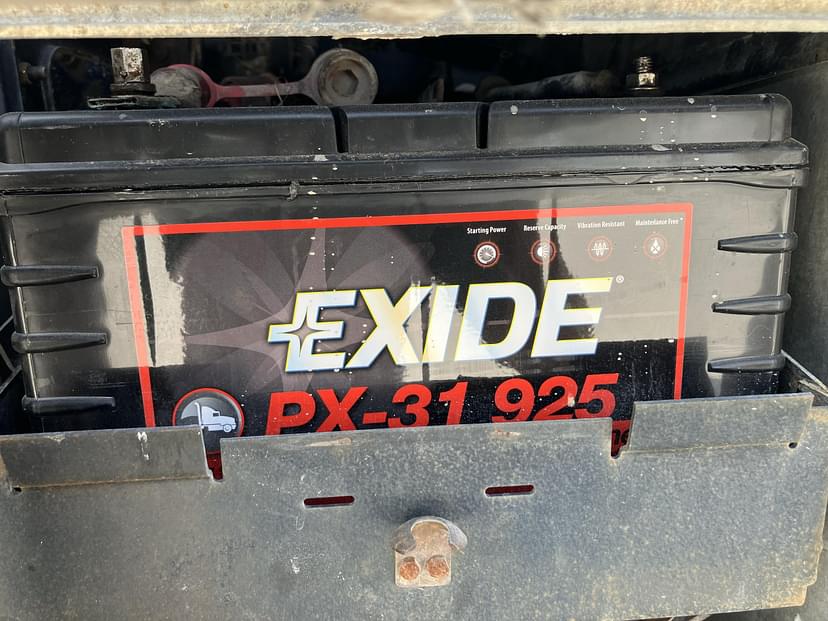 Starting Power Reserve Capacity Vibration Resistant Maintenance Free *
EXIDE®
PX-31 925